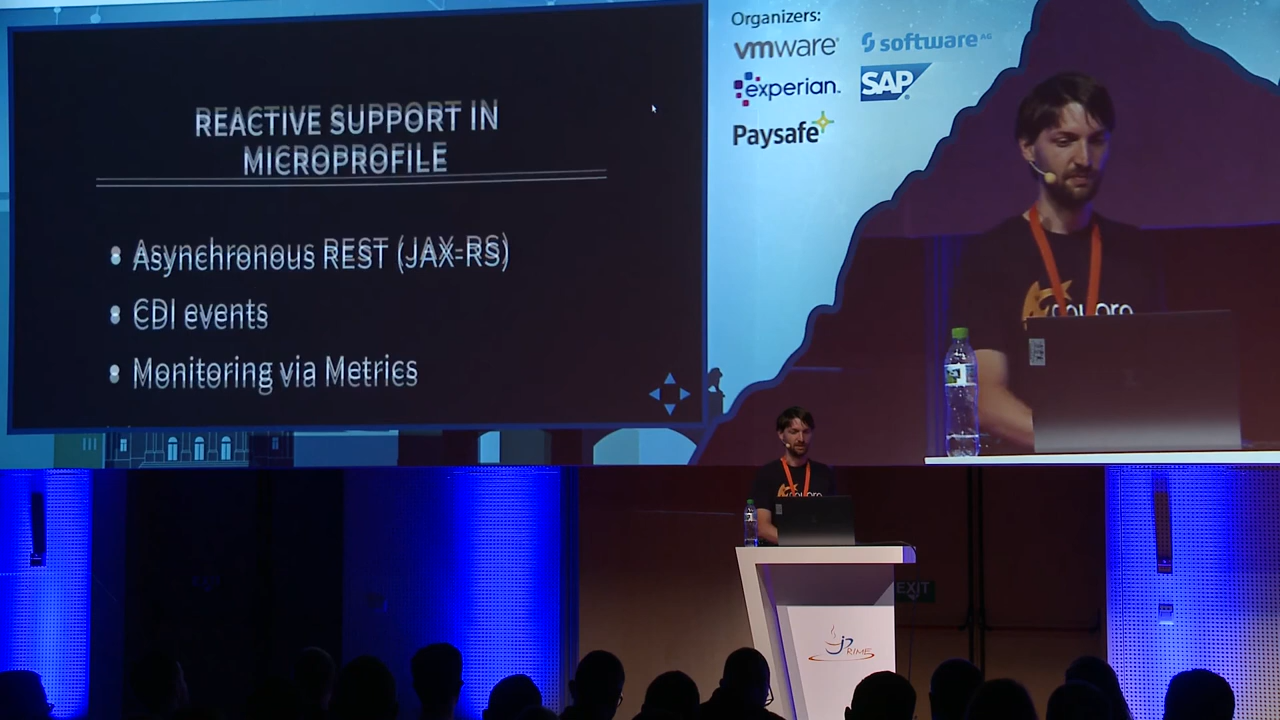 REACTIVE SUPPORT IN
MICROPROFILE
• Asynchronous REST (JAX-RS)
• CDI events
• Monitoring via Metrics
Organizers:
vmware®
software AG
experian.
SAP
Paysafe
EXIT
jPRIME